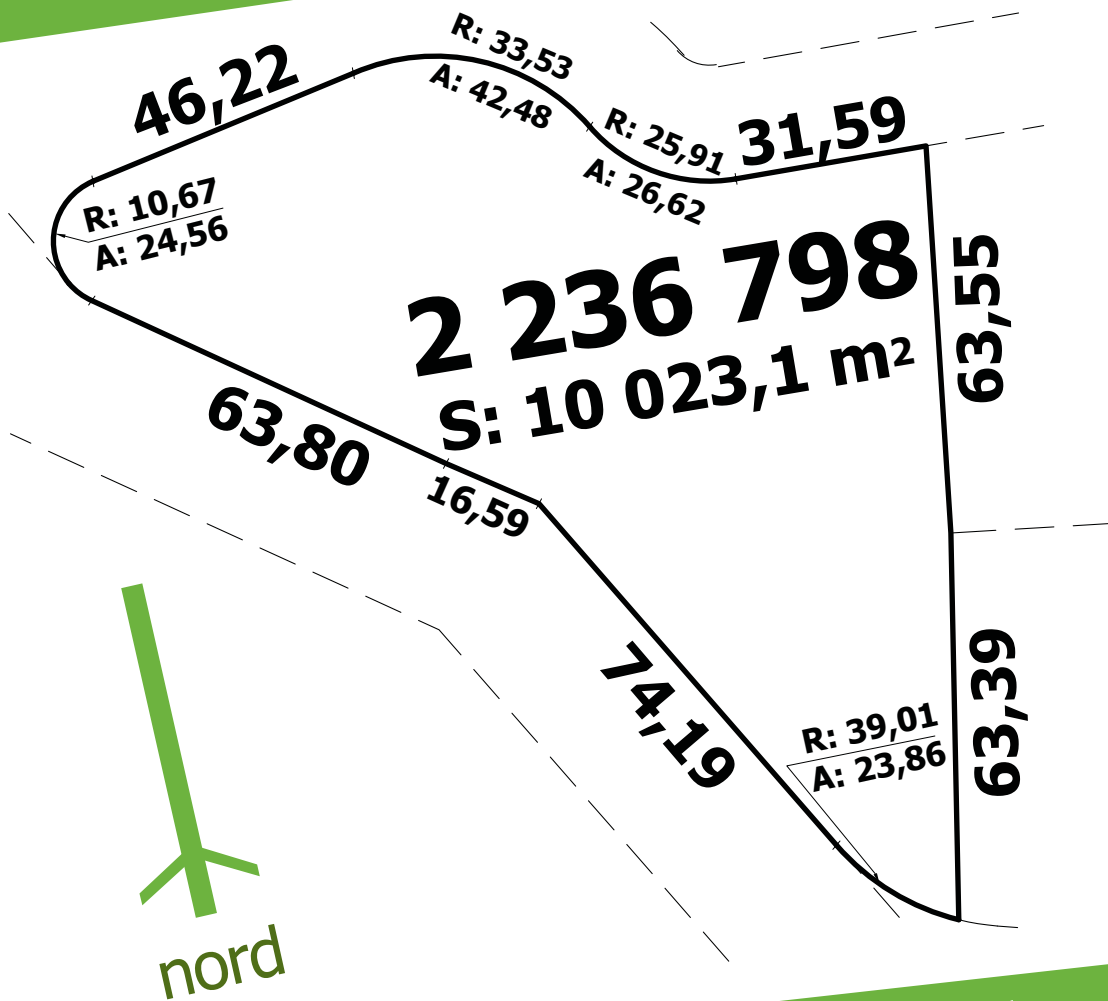 R: 33,53
A: 42,48
46,22
R: 25,91
A: 26,62
31,59
R: 10,67
A: 24,56
2 236 798
S: 10 023,1 m²
63,55
63,80
16,59
74,19
63,39
R: 39,01
A: 23,86
nord